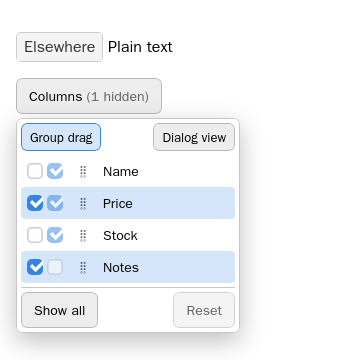 Elsewhere Plain text
Columns (1 hidden)
Group drag Dialog view
Name
Price
Stock
Notes
Show all Reset